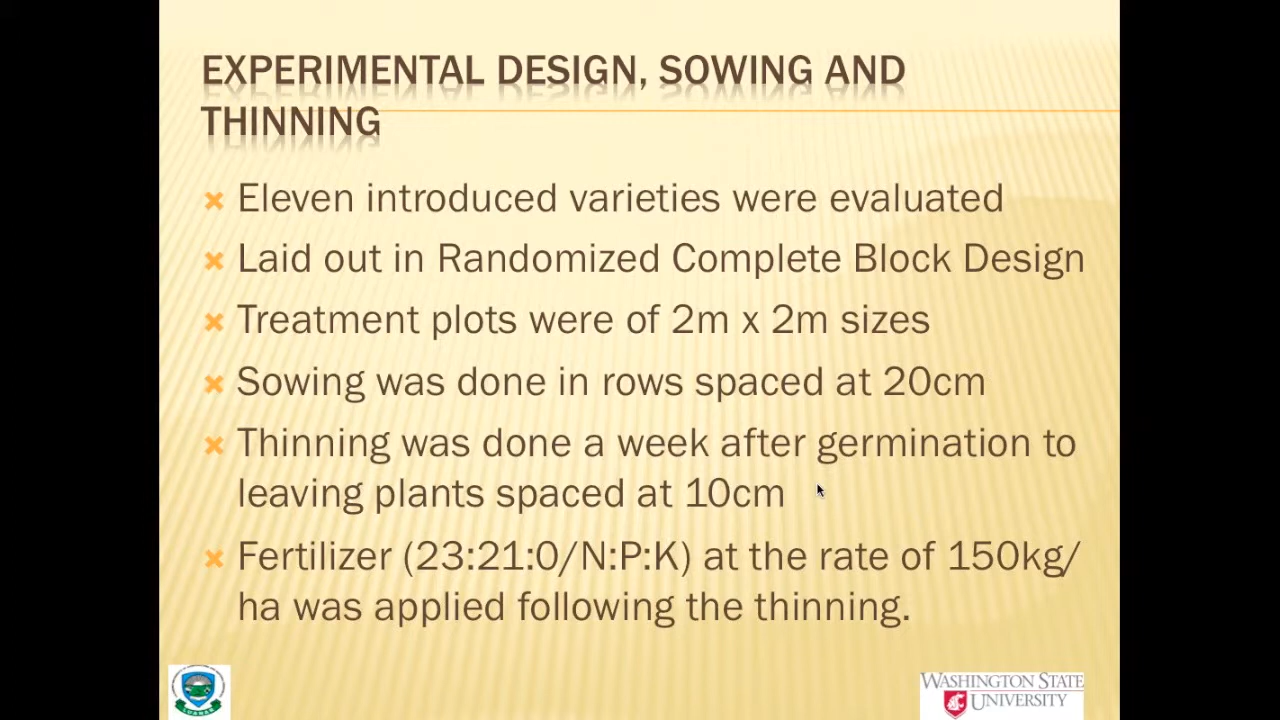 EXPERIMENTAL DESIGN, SOWING AND
THINNING
Eleven introduced varieties were evaluated
Laid out in Randomized Complete Block Design
Treatment plots were of 2m x 2m sizes
Sowing was done in rows spaced at 20cm
Thinning was done a week after germination to
leaving plants spaced at 10cm
Fertilizer (23:21:0/N:P:K) at the rate of 150kg/
ha was applied following the thinning.
LUANAR
WASHINGTON STATE
UNIVERSITY